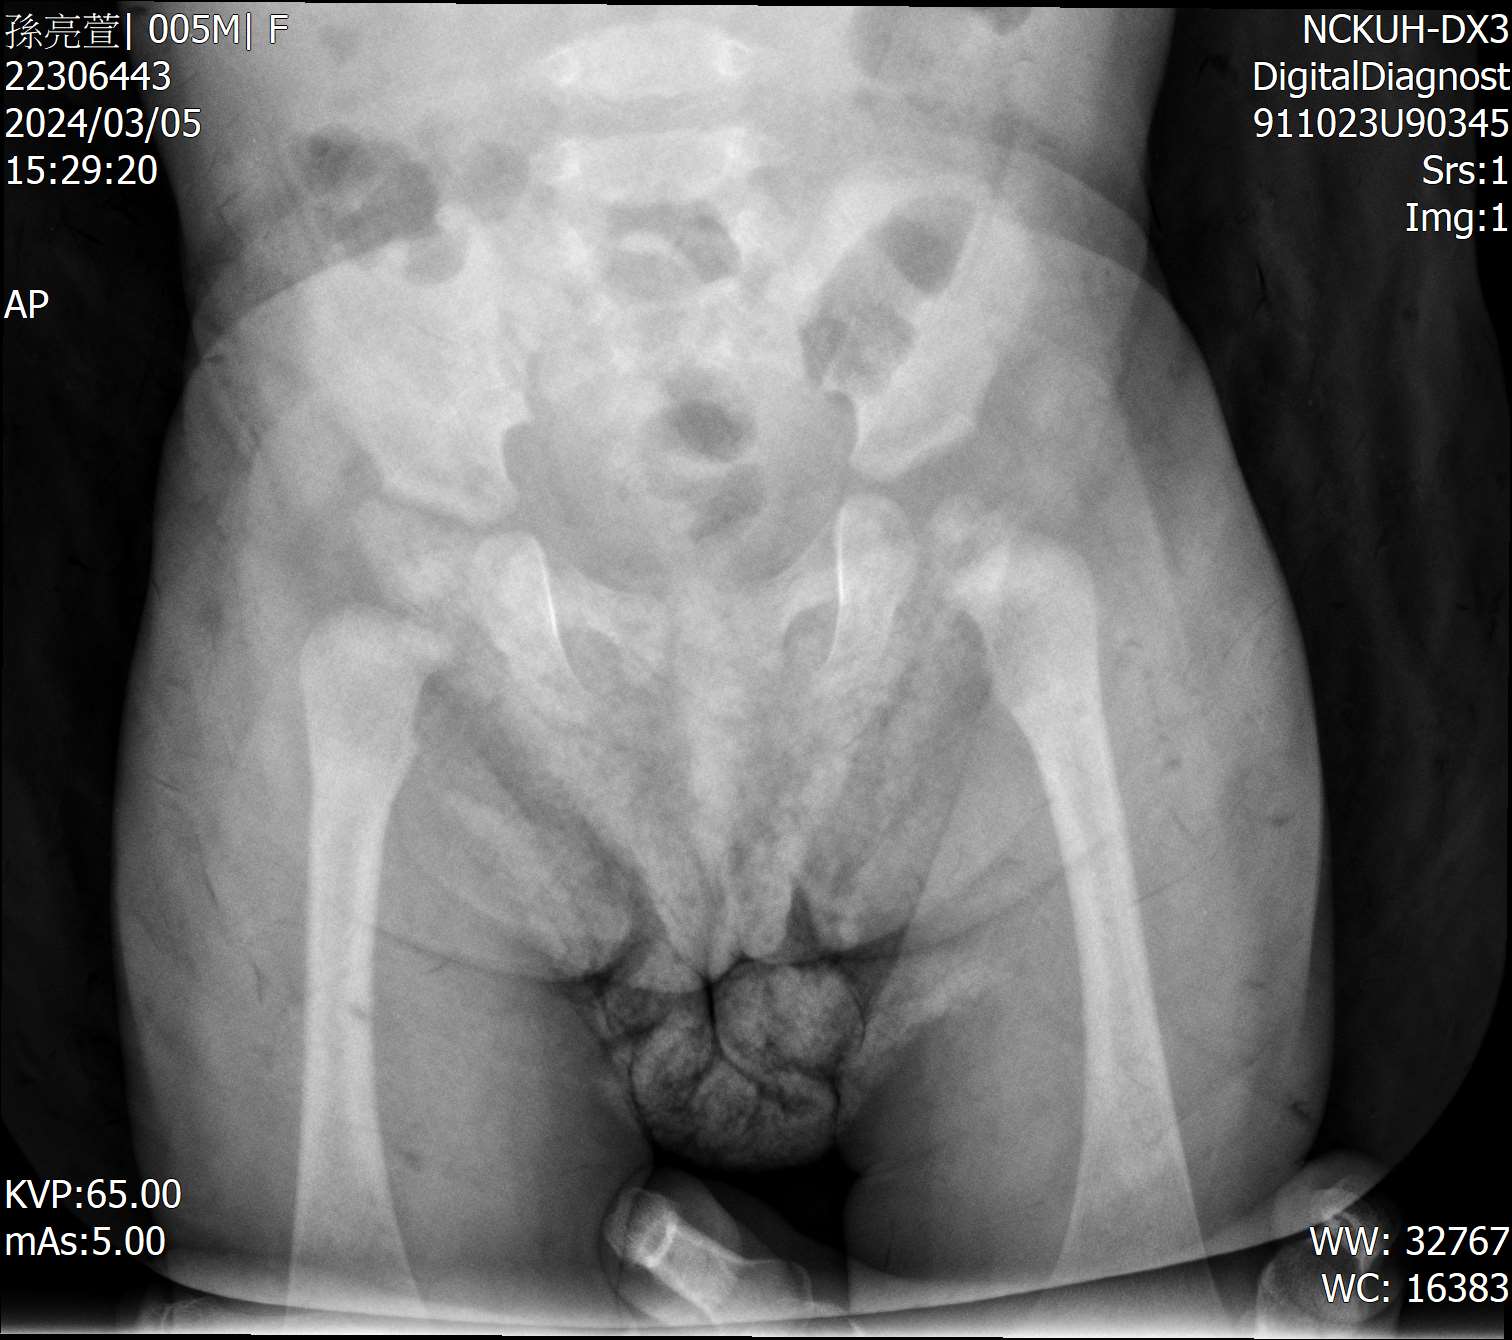 孫亮萱| 005M| F
22306443
2024/03/05
15:29:20
NCKUH-DX3
DigitalDiagnost
911023U90345
Srs:1
Img:1
AP
KVP:65.00
mAs:5.00
WW: 32767
WC: 16383